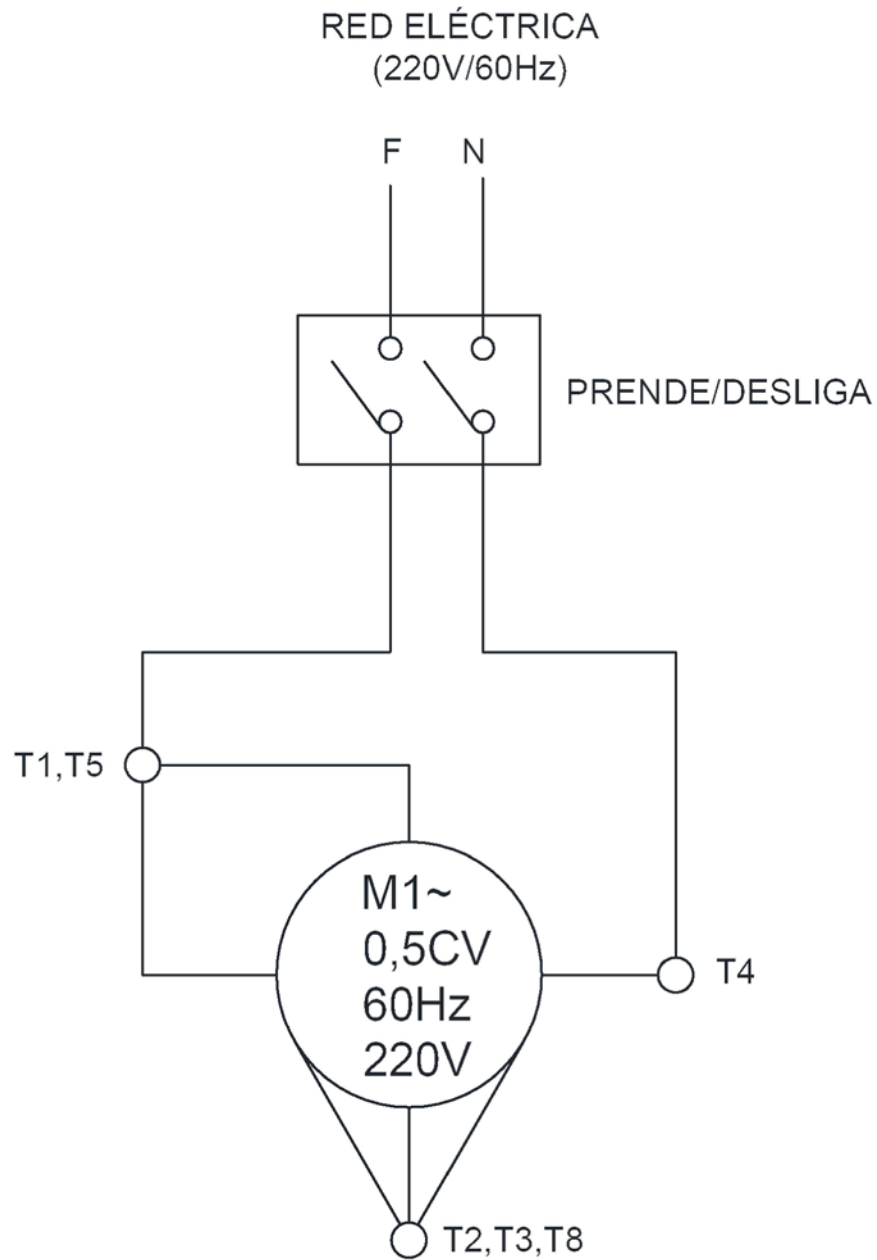 RED ELÉCTRICA
(220V/60Hz)
F N
PRENDE/DESLIGA
T1,T5
M1~
0,5CV
60Hz
220V
T4
T2,T3,T8